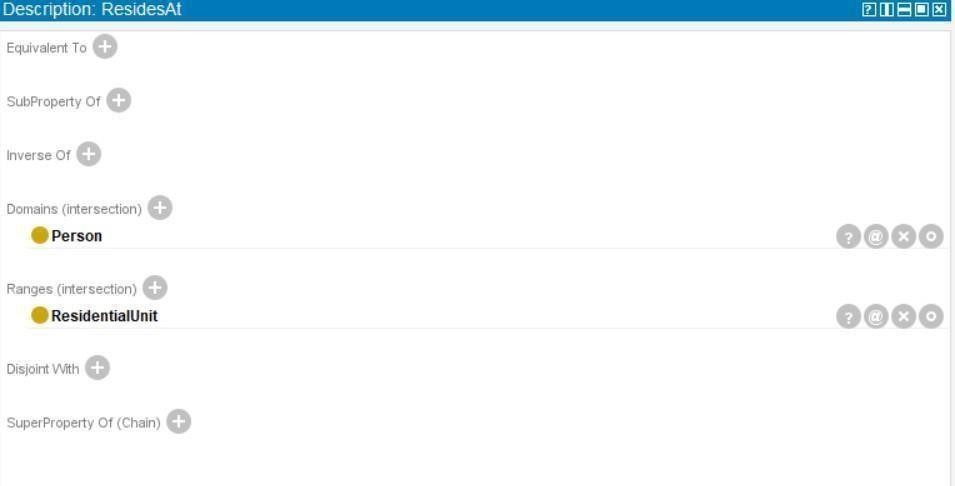 Description: ResidesAt
Equivalent To
SubProperty Of
Inverse Of
Domains (intersection)
Person
Ranges (intersection)
ResidentialUnit
Disjoint With
SuperProperty Of (Chain)